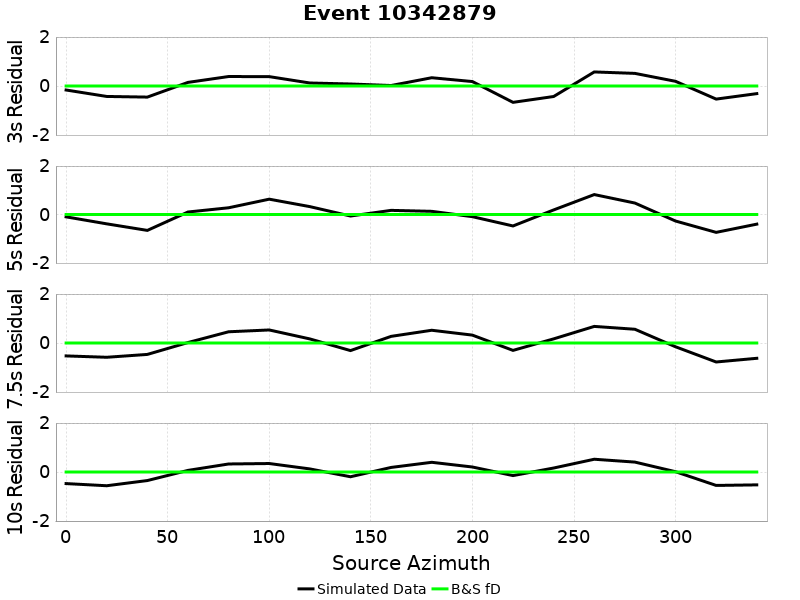 Event 10342879
2
0
-2
3s Residual
2
0
-2
5s Residual
2
0
-2
7.5s Residual
2
0
-2
10s Residual
0 50 100 150 200 250 300
Source Azimuth
Simulated Data B&S fD